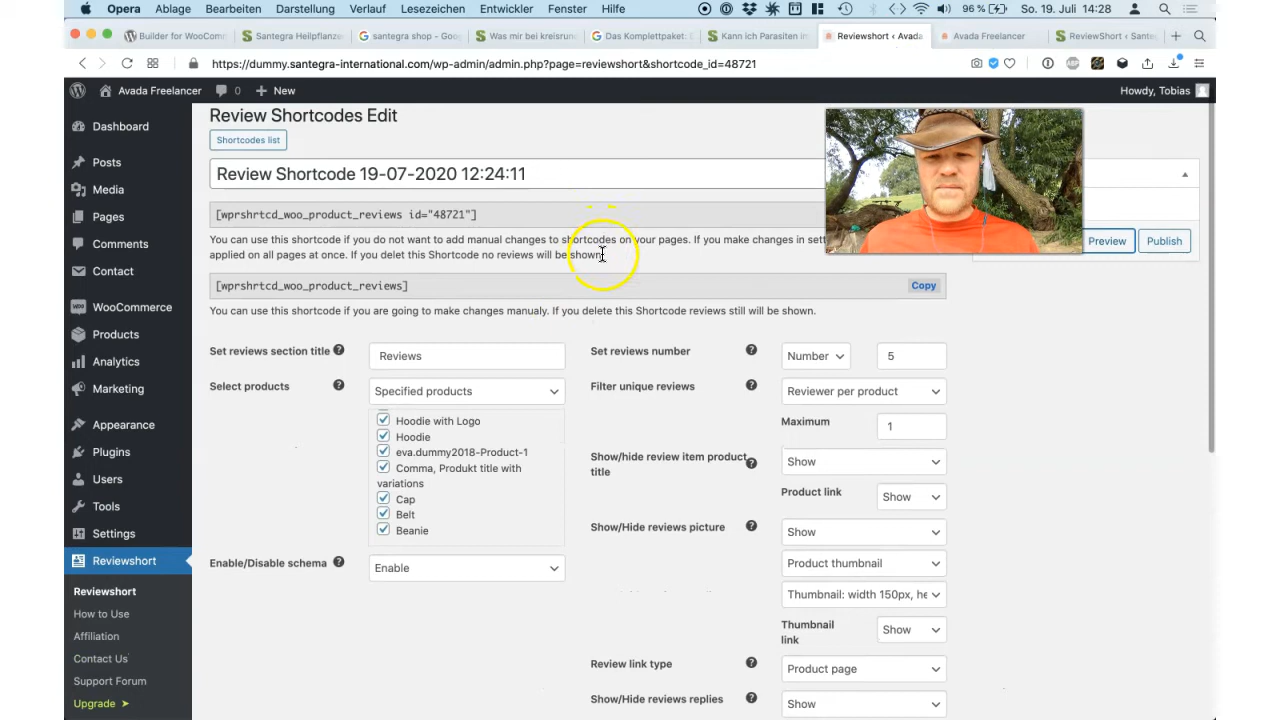 Opera Ablage Bearbeiten Darstellung Verlauf Lesezeichen Entwickler Fenster Hilfe 96 % So. 19. Juli 14:28
Builder for WooComm Santegra Heilpflanze santegra shop - Goo Was mir bei kreisrun Das Komplettpaket: Kann ich Parasiten im Reviewshort ‹ Avada Avada Freelancer ReviewShort ‹ Sante
https://dummy.santegra-international.com/wp-admin/admin.php?page=reviewshort&shortcode_id=48721
Avada Freelancer 0 New Howdy, Tobias
Dashboard
Posts
Media
Pages
Comments
Contact
WooCommerce
Products
Analytics
Marketing
Appearance
Plugins
Users
Tools
Settings
Reviewshort
Reviewshort
How to Use
Affiliation
Contact Us
Support Forum
Upgrade ➤
Review Shortcodes Edit
Shortcodes list
Review Shortcode 19-07-2020 12:24:11
[wprshrtcd_woo_product_reviews id="48721"]
You can use this shortcode if you do not want to add manual changes to shortcodes on your pages. If you make changes in sett
applied on all pages at once. If you delet this Shortcode no reviews will be shown.
[wprshrtcd_woo_product_reviews] Copy
You can use this shortcode if you are going to make changes manualy. If you delete this Shortcode reviews still will be shown.
Preview Publish
Set reviews section title Reviews
Select products Specified products
Hoodie with Logo
Hoodie
eva.dummy2018-Product-1
Comma, Produkt title with
variations
Cap
Belt
Beanie
Enable/Disable schema Enable
Set reviews number Number 5
Filter unique reviews Reviewer per product
Maximum 1
Show/hide review item product
title Show
Product link Show
Show/Hide reviews picture Show
Product thumbnail
Thumbnail: width 150px, he
Thumbnail
link Show
Review link type Product page
Show/Hide reviews replies Show